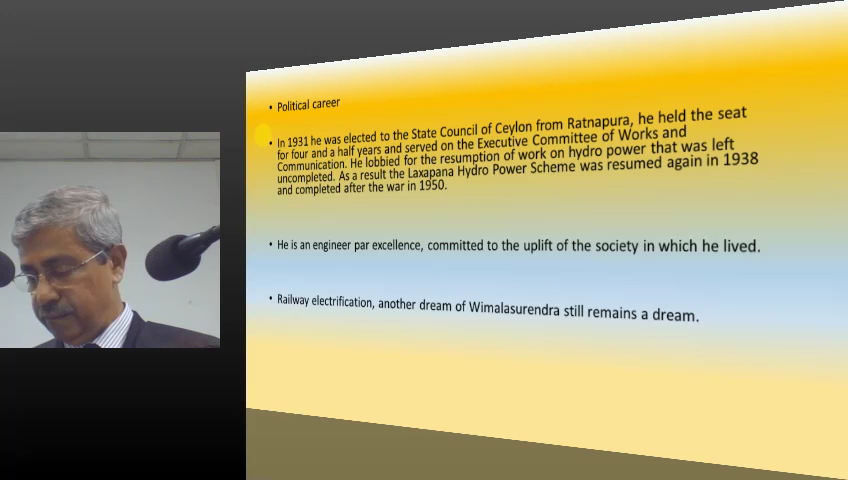 • Political career
• In 1931 he was elected to the State Council of Ceylon from Ratnapura, he held the seat
for four and a half years and served on the Executive Committee of Works and
Communication. He lobbied for the resumption of work on hydro power that was left
uncompleted. As a result the Laxapana Hydro Power Scheme was resumed again in 1938
and completed after the war in 1950.
• He is an engineer par excellence, committed to the uplift of the society in which he lived.
• Railway electrification, another dream of Wimalasurendra still remains a dream.